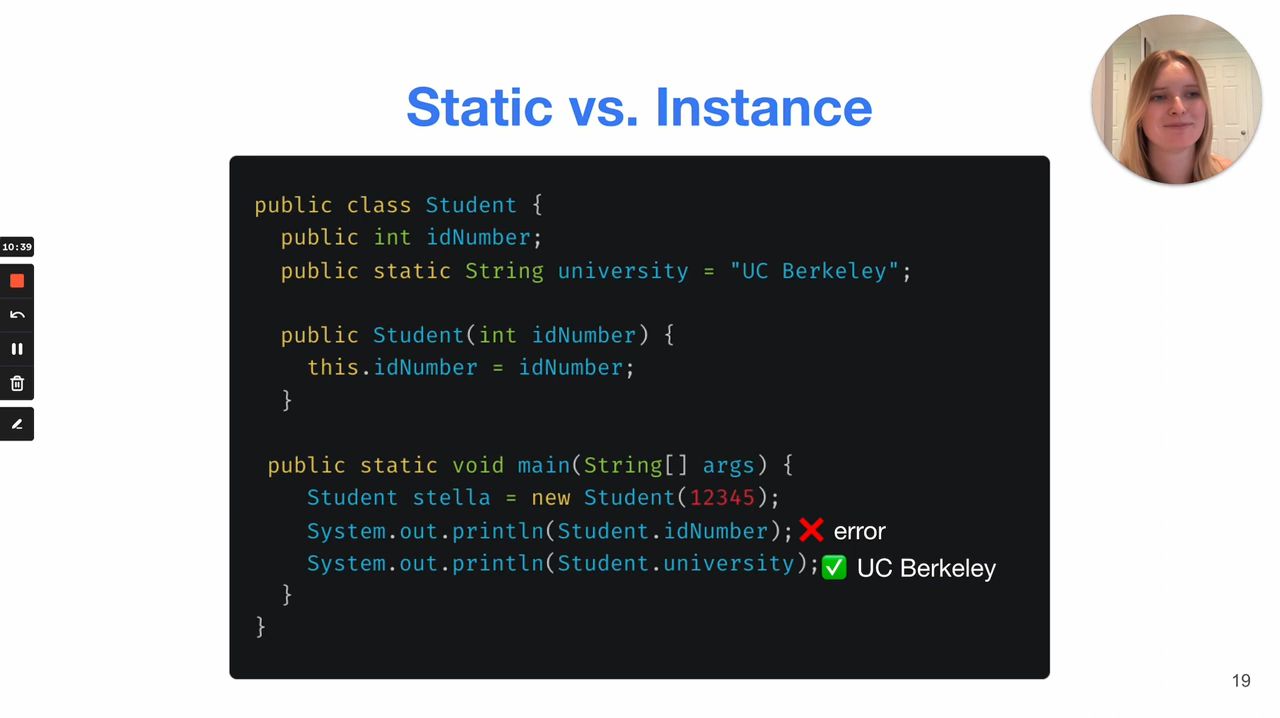 Static vs. Instance
public class Student {
public int idNumber;
public static String university = "UC Berkeley";
public Student(int idNumber) {
this.idNumber = idNumber;
}
public static void main(String[] args) {
Student stella = new Student(12345);
System.out.println(Student.idNumber);❌ error
System.out.println(Student.university);✅ UC Berkeley
}
}
10:39
19